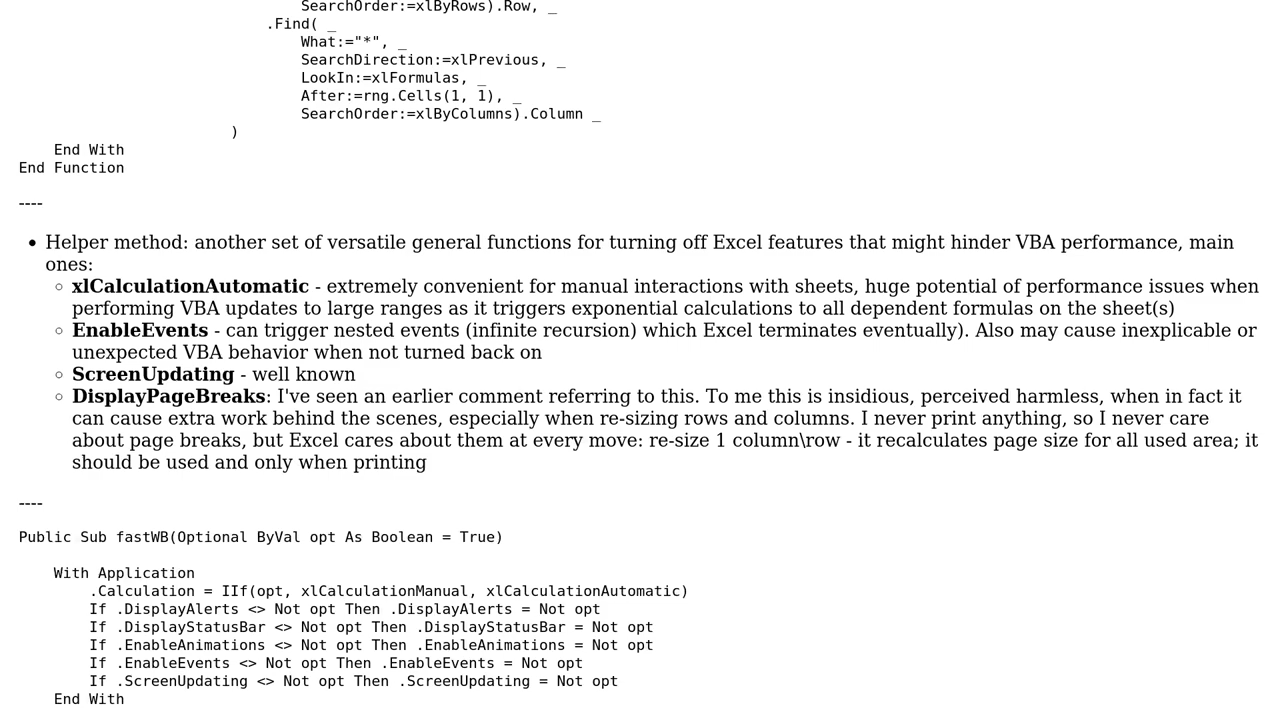 SearchOrder:=xlByRows).Row, _
.Find( _
What:="*", _
SearchDirection:=xlPrevious, _
LookIn:=xlFormulas, _
After:=rng.Cells(1, 1), _
SearchOrder:=xlByColumns).Column _
)
End With
End Function
----
• Helper method: another set of versatile general functions for turning off Excel features that might hinder VBA performance, main
ones:
◦ xlCalculationAutomatic - extremely convenient for manual interactions with sheets, huge potential of performance issues when
performing VBA updates to large ranges as it triggers exponential calculations to all dependent formulas on the sheet(s)
◦ EnableEvents - can trigger nested events (infinite recursion) which Excel terminates eventually). Also may cause inexplicable or
unexpected VBA behavior when not turned back on
◦ ScreenUpdating - well known
◦ DisplayPageBreaks: I've seen an earlier comment referring to this. To me this is insidious, perceived harmless, when in fact it
can cause extra work behind the scenes, especially when re-sizing rows and columns. I never print anything, so I never care
about page breaks, but Excel cares about them at every move: re-size 1 column\row - it recalculates page size for all used area; it
should be used and only when printing
----
Public Sub fastWB(Optional ByVal opt As Boolean = True)
With Application
.Calculation = IIf(opt, xlCalculationManual, xlCalculationAutomatic)
If .DisplayAlerts <> Not opt Then .DisplayAlerts = Not opt
If .DisplayStatusBar <> Not opt Then .DisplayStatusBar = Not opt
If .EnableAnimations <> Not opt Then .EnableAnimations = Not opt
If .EnableEvents <> Not opt Then .EnableEvents = Not opt
If .ScreenUpdating <> Not opt Then .ScreenUpdating = Not opt
End With